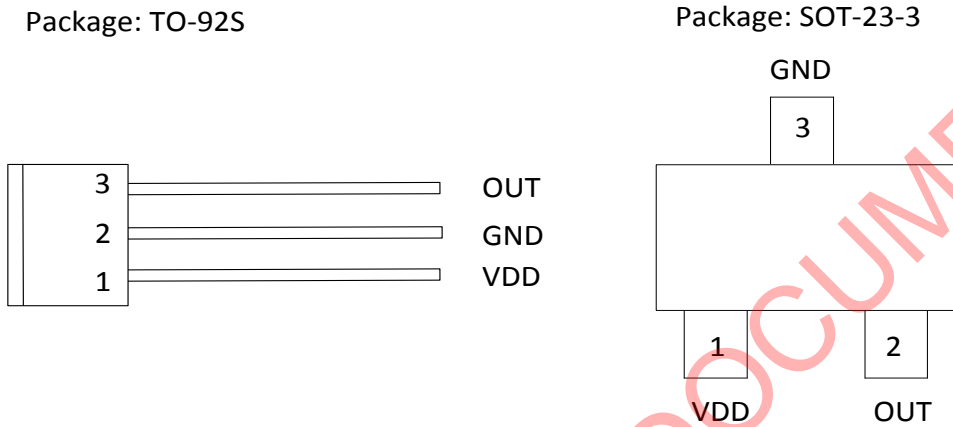 Package: TO-92S
3 OUT
2 GND
1 VDD
Package: SOT-23-3
GND
3
1 2
VDD OUT